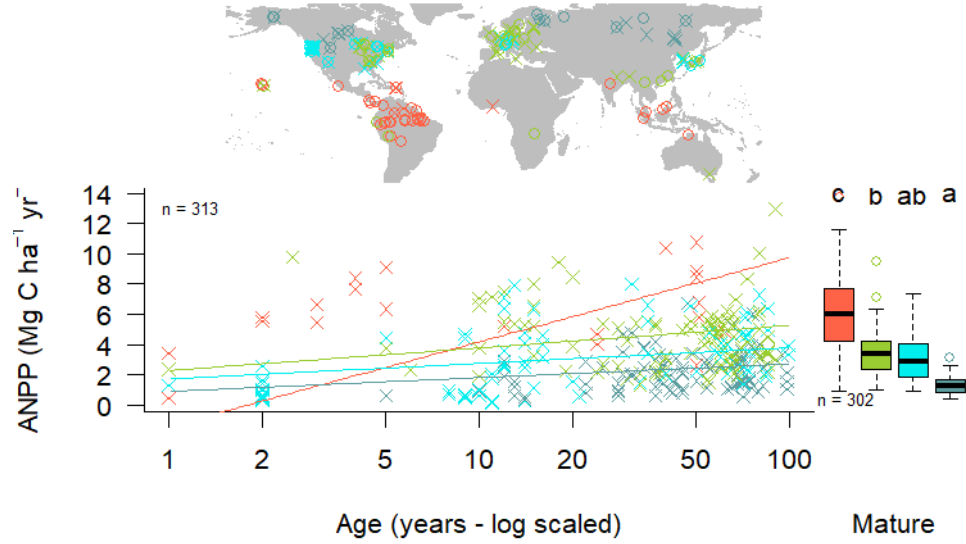 14
12
10
8
6
4
2
0
ANPP (Mg C ha⁻¹ yr⁻
n = 313
c b ab a
n = 302
1 2 5 10 20 50 100
Age (years - log scaled)
Mature